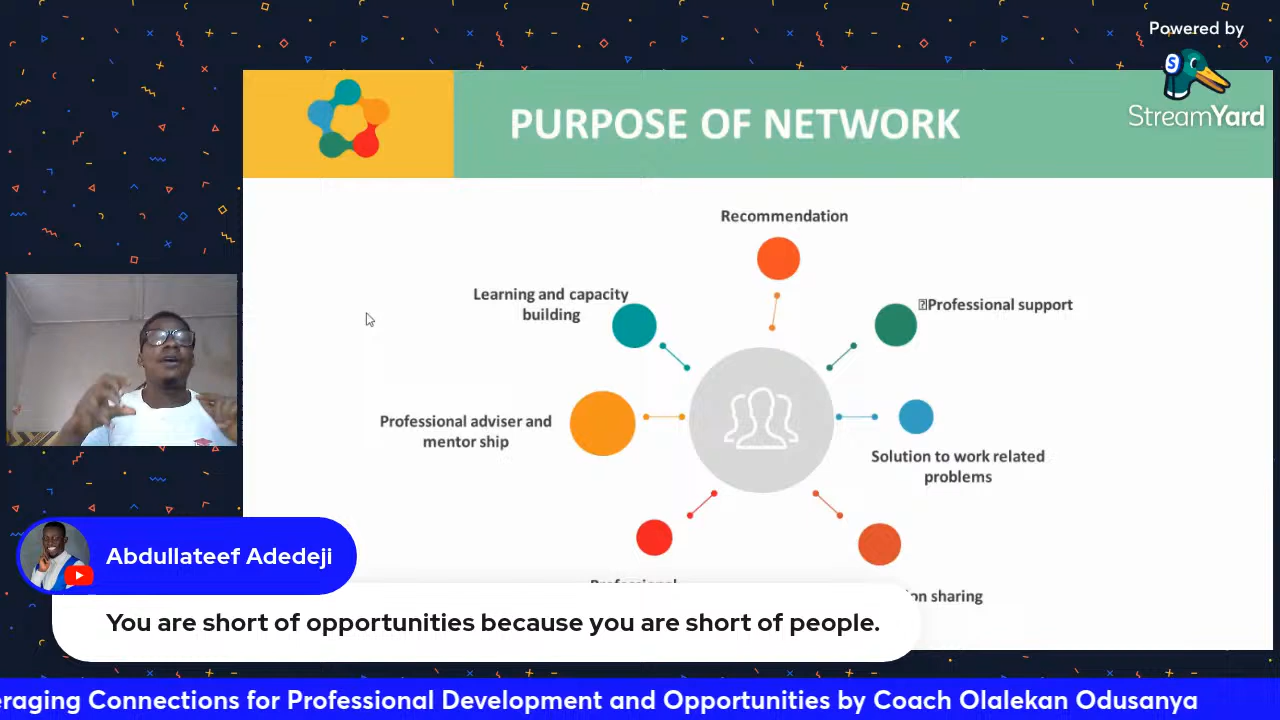 Powered by
StreamYard
PURPOSE OF NETWORK
Recommendation
Learning and capacity
building
Professional support
Professional adviser and
mentor ship
Solution to work related
problems
Professional
on sharing
Abdullateef Adedeji
You are short of opportunities because you are short of people.
eraging Connections for Professional Development and Opportunities by Coach Olalekan Odusanya